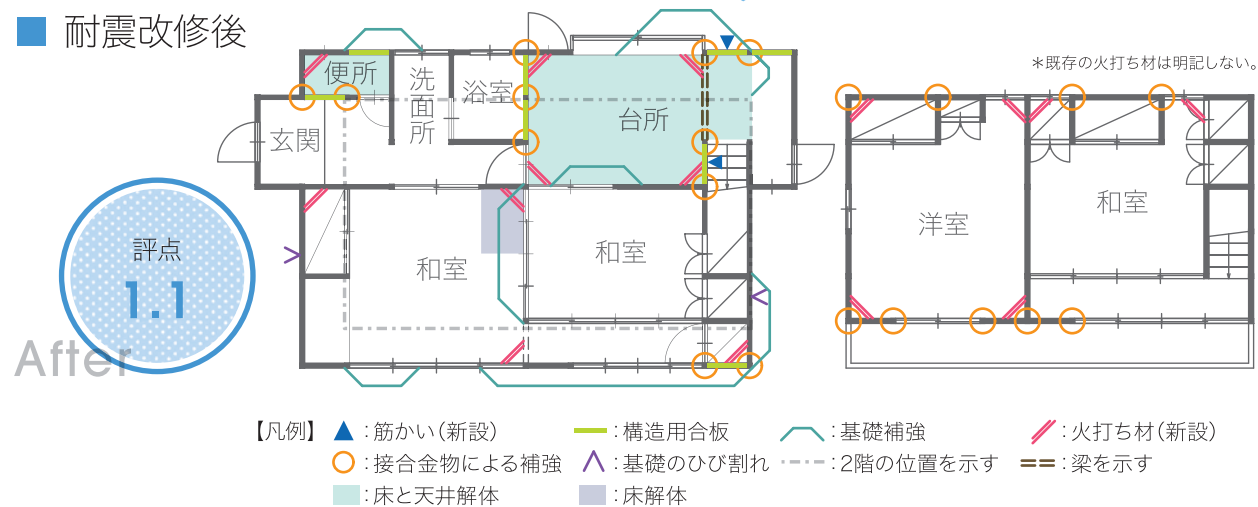 耐震改修後
*既存の火打ち材は明記しない。
便所
洗面所
浴室
台所
玄関
和室
和室
洋室
和室
評点
1.1
After
【凡例】
:筋かい(新設)
:構造用合板
:基礎補強
:火打ち材(新設)
:接合金物による補強
:基礎のひび割れ
:2階の位置を示す
:梁を示す
:床と天井解体
:床解体